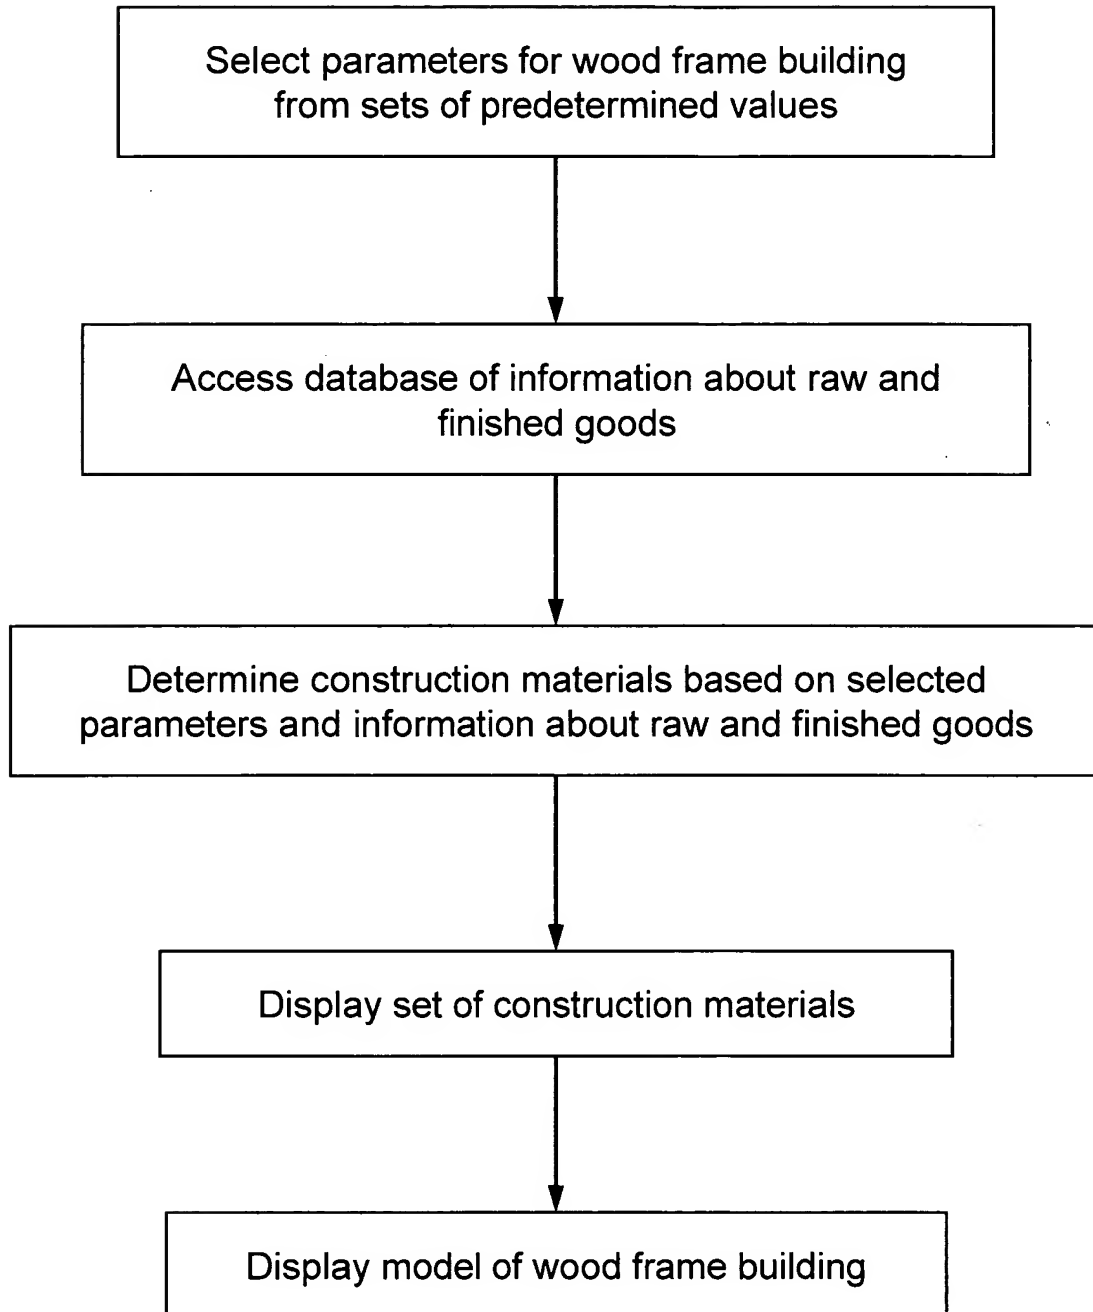 Select parameters for wood frame building
from sets of predetermined values
Access database of information about raw and
finished goods
Determine construction materials based on selected
parameters and information about raw and finished goods
Display set of construction materials
Display model of wood frame building